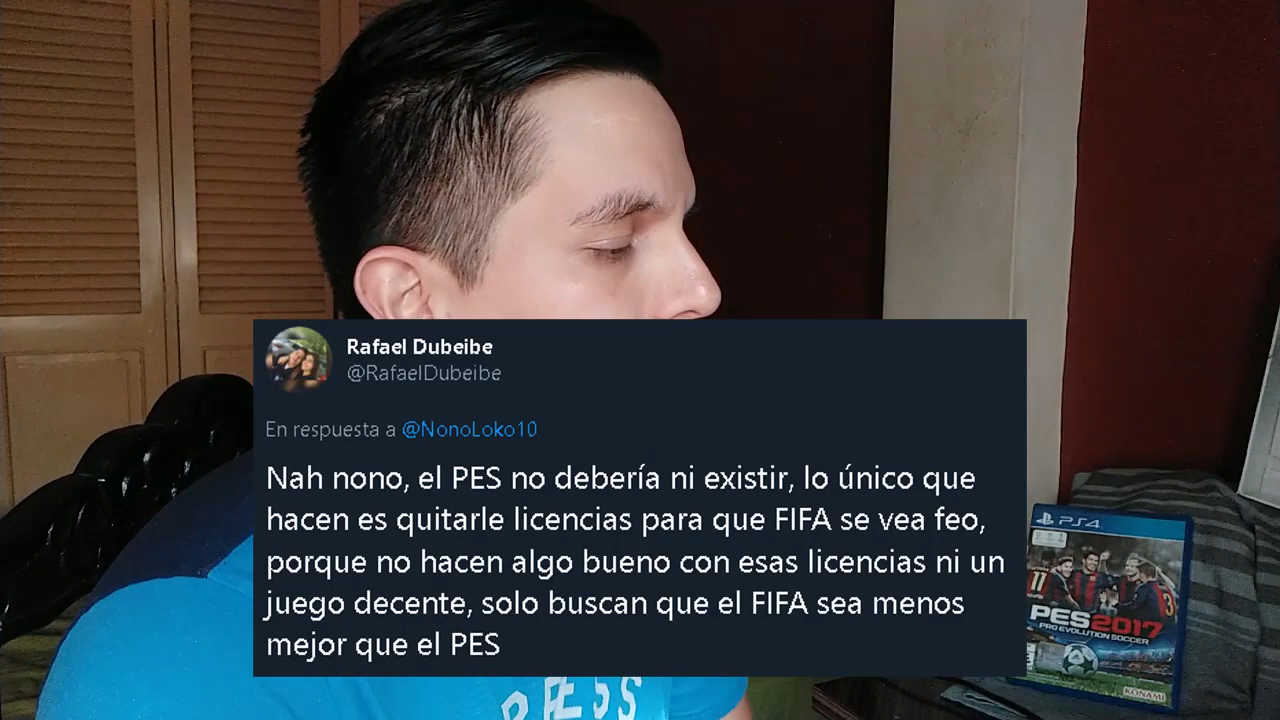 Rafael Dubeibe
@RafaelDubeibe
En respuesta a @NonoLoko10
Nah nono, el PES no debería ni existir, lo único que
hacen es quitarle licencias para que FIFA se vea feo,
porque no hacen algo bueno con esas licencias ni un
juego decente, solo buscan que el FIFA sea menos
mejor que el PES
PS4
PES2017
PRO EVOLUTION SOCCER
KONAMI